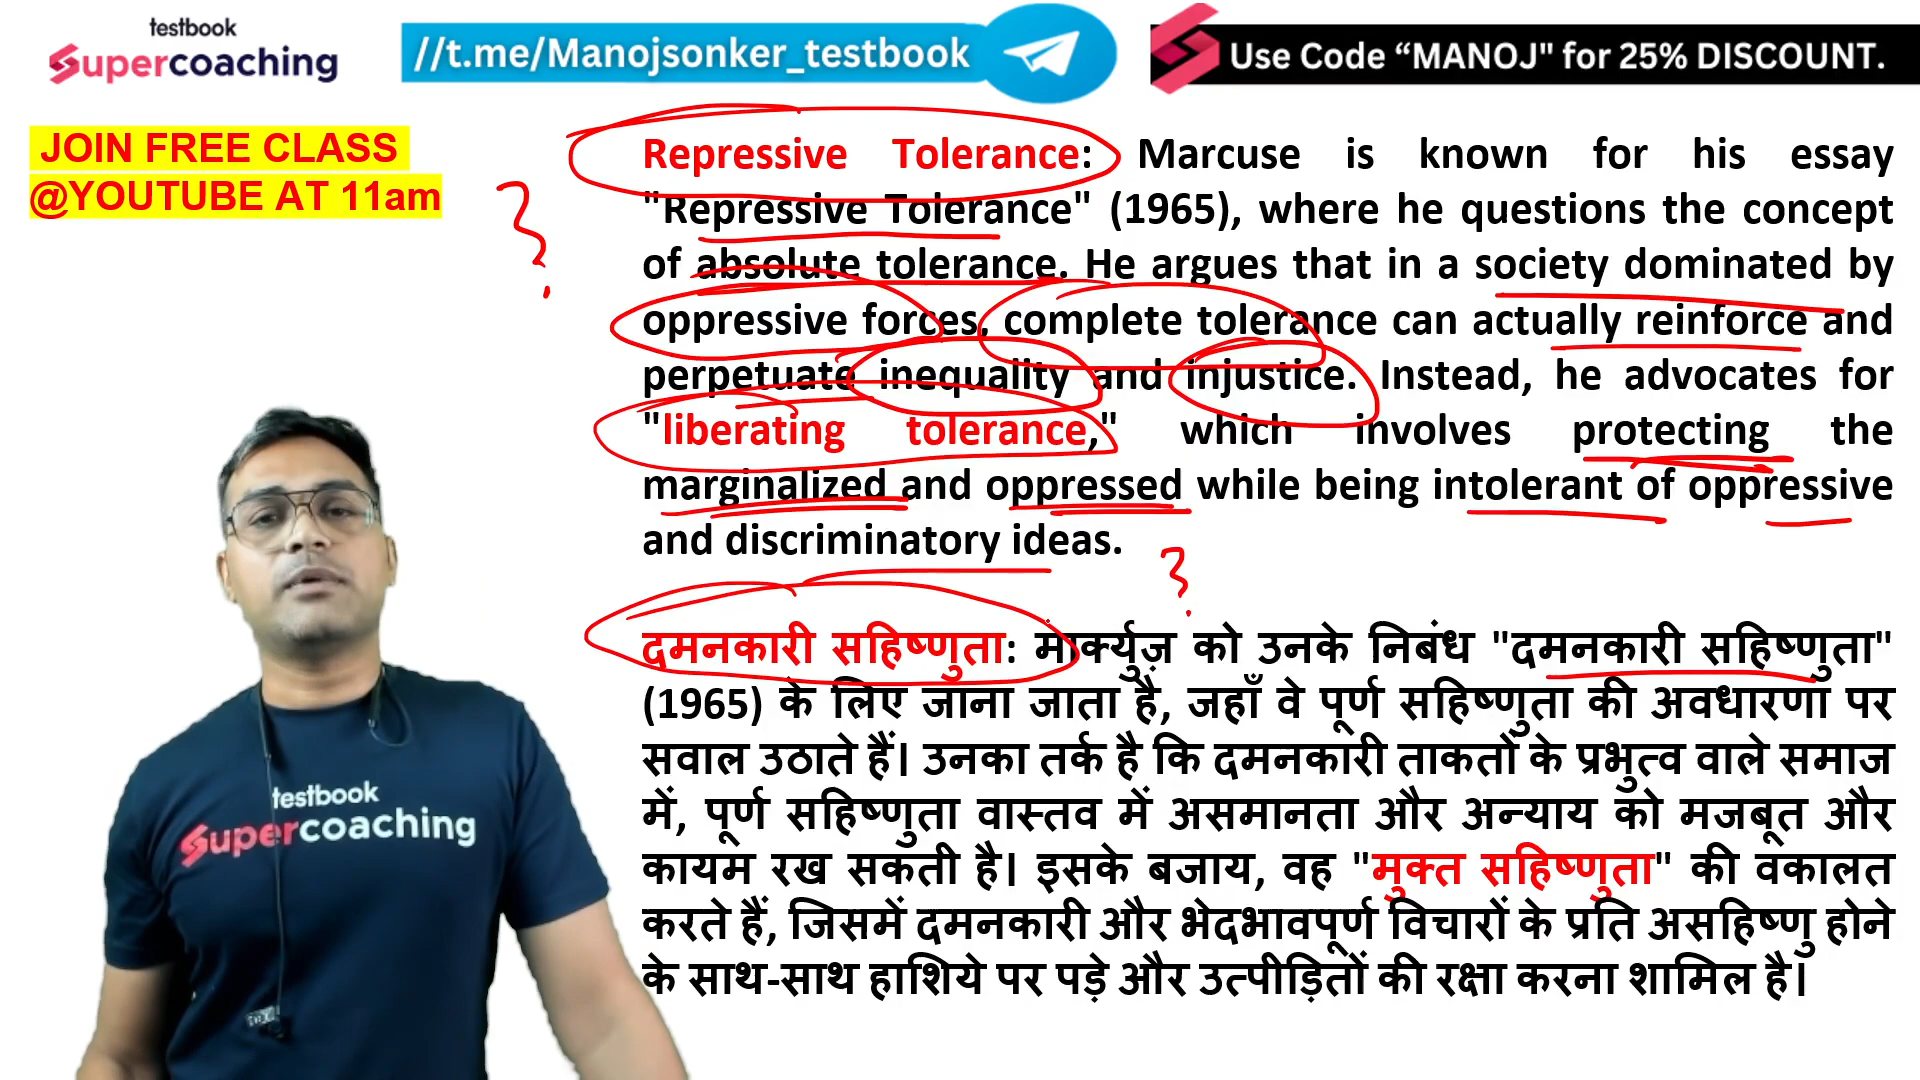 testbook
Supercoaching
//t.me/Manojsonker_testbook
Use Code “MANOJ" for 25% DISCOUNT.
JOIN FREE CLASS
@YOUTUBE AT 11am
Repressive Tolerance: Marcuse is known for his essay
"Repressive Tolerance" (1965), where he questions the concept
of absolute tolerance. He argues that in a society dominated by
oppressive forces, complete tolerance can actually reinforce and
perpetuate inequality and injustice. Instead, he advocates for
"liberating tolerance," which involves protecting the
marginalized and oppressed while being intolerant of oppressive
and discriminatory ideas.
दमनकारी सहिष्णुता: मार्क्युज़ को उनके निबंध "दमनकारी सहिष्णुता"
(1965) के लिए जाना जाता है, जहाँ वे पूर्ण सहिष्णुता की अवधारणा पर
सवाल उठाते हैं। उनका तर्क है कि दमनकारी ताकतों के प्रभुत्व वाले समाज
में, पूर्ण सहिष्णुता वास्तव में असमानता और अन्याय को मजबूत और
कायम रख सकती है। इसके बजाय, वह "मुक्त सहिष्णुता" की वकालत
करते हैं, जिसमें दमनकारी और भेदभावपूर्ण विचारों के प्रति असहिष्णु होने
के साथ-साथ हाशिये पर पड़े और उत्पीड़ितों की रक्षा करना शामिल है।
testbook
Supercoaching